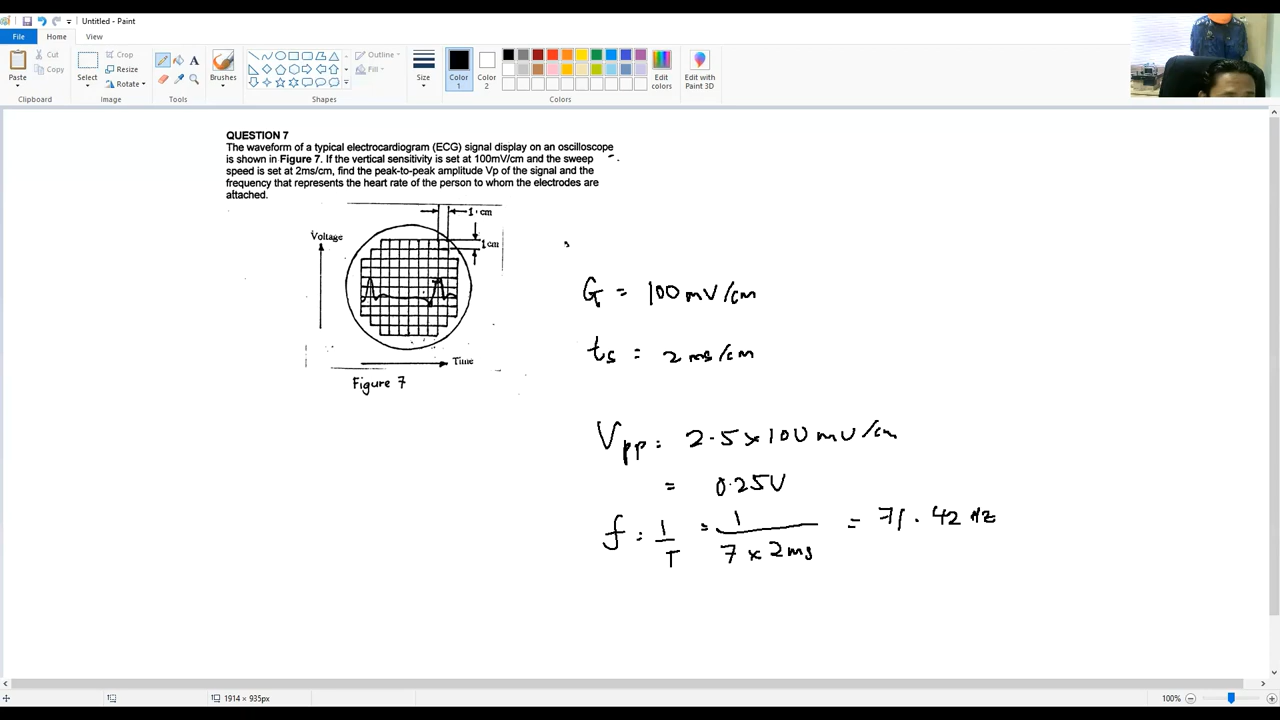 Untitled - Paint
File Home View
Cut
Copy
Paste
Clipboard
Select
Crop
Resize
Rotate
Image
Tools
Brushes
Outline
Fill
Shapes
Size
Color 1
Color 2
Edit colors
Edit with Paint 3D
Colors
QUESTION 7
The waveform of a typical electrocardiogram (ECG) signal display on an oscilloscope
is shown in Figure 7. If the vertical sensitivity is set at 100mV/cm and the sweep
speed is set at 2ms/cm, find the peak-to-peak amplitude Vp of the signal and the
frequency that represents the heart rate of the person to whom the electrodes are
attached.
1 cm
Voltage
1 cm
Time
Figure 7
G = 100 mV/cm
ts = 2 ms/cm
Vpp = 2.5 x 100 mV/cm
= 0.25V
f = 1/T = 1/(7 x 2ms) = 71.42 Hz
1914 × 935px
100%